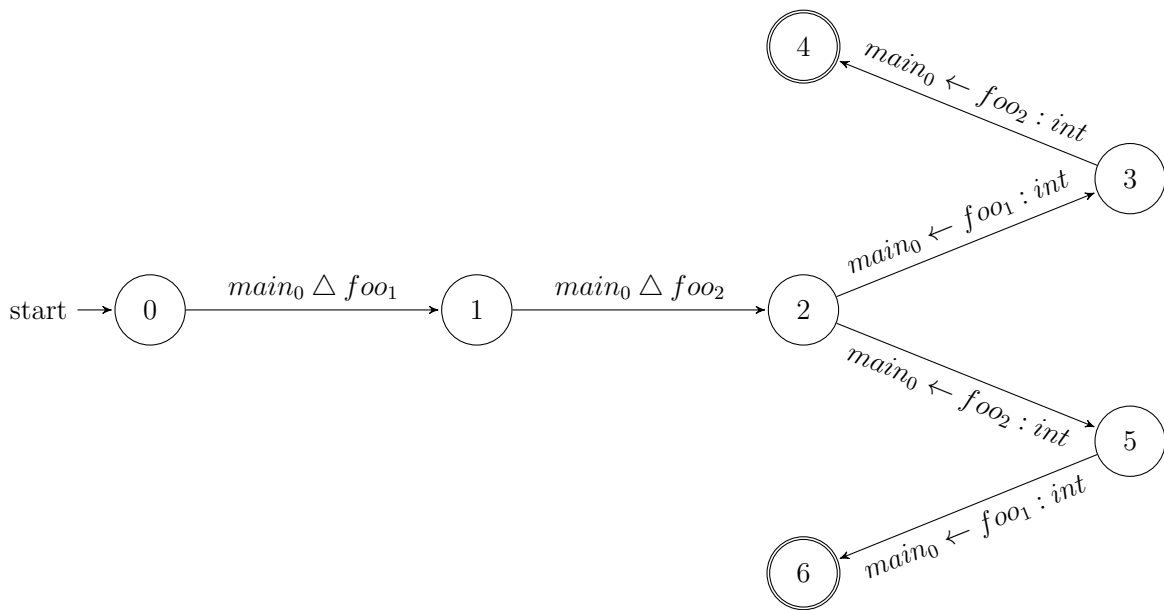 4
main₀ ← foo₂ : int
3
main₀ ← foo₁ : int
start
0
main₀ △ foo₁
1
main₀ △ foo₂
2
main₀ ← foo₂ : int
5
main₀ ← foo₁ : int
6